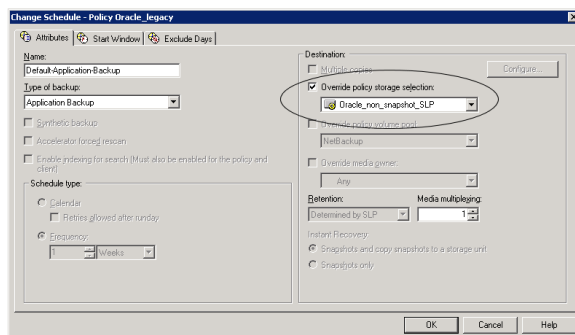 Change Schedule - Policy Oracle_legacy
Attributes
Start Window
Exclude Days
Name:
Default-Application-Backup
Type of backup:
Application Backup
Synthetic backup
Accelerator forced rescan
Enable indexing for search (Must also be enabled for the policy and
client)
Schedule type:
Calendar
Retries allowed after runday
Frequency:
1
Weeks
Destination:
Multiple copies
Configure...
Override policy storage selection:
Oracle_non_snapshot_SLP
Override policy volume pool:
NetBackup
Override media owner:
Any
Retention:
Media multiplexing:
Determined by SLP
1
Instant Recovery
Snapshots and copy snapshots to a storage unit
Snapshots only
OK
Cancel
Help